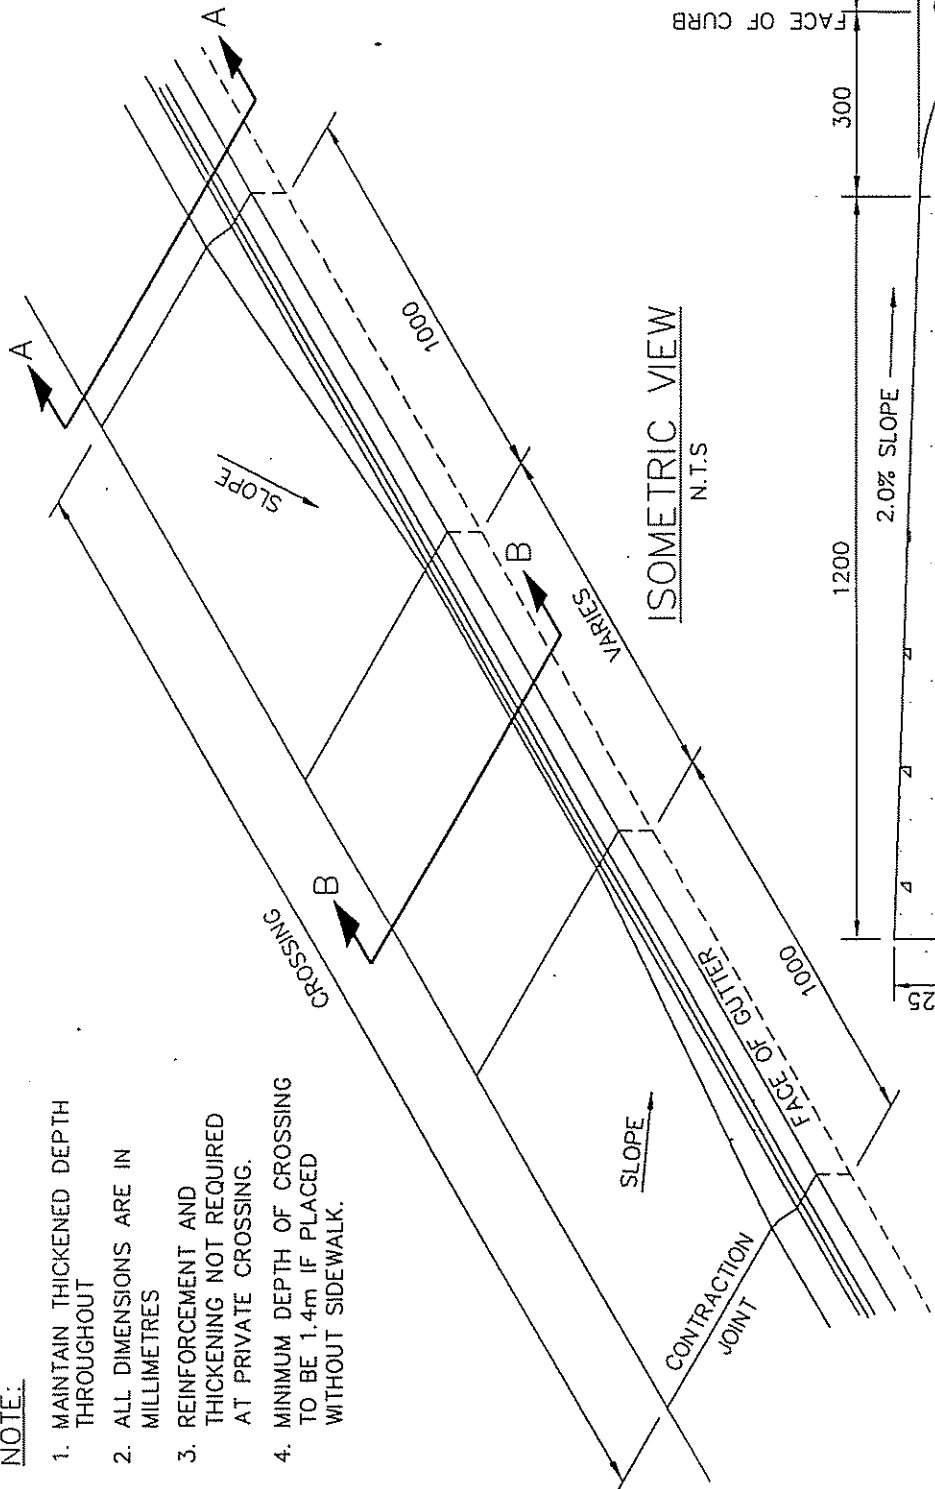 NOTE:
1. MAINTAIN THICKENED DEPTH
THROUGHOUT
2. ALL DIMENSIONS ARE IN
MILLIMETRES
3. REINFORCEMENT AND
THICKENING NOT REQUIRED
AT PRIVATE CROSSING.
4. MINIMUM DEPTH OF CROSSING
TO BE 1.4m IF PLACED
WITHOUT SIDEWALK.
A
A
SLOPE
CROSSING
B
B
1000
VARIES
1000
SLOPE
FACE OF GUTTER
CONTRACTION
JOINT
ISOMETRIC VIEW
N.T.S
FACE OF CURB
300
1200
2.0% SLOPE
25